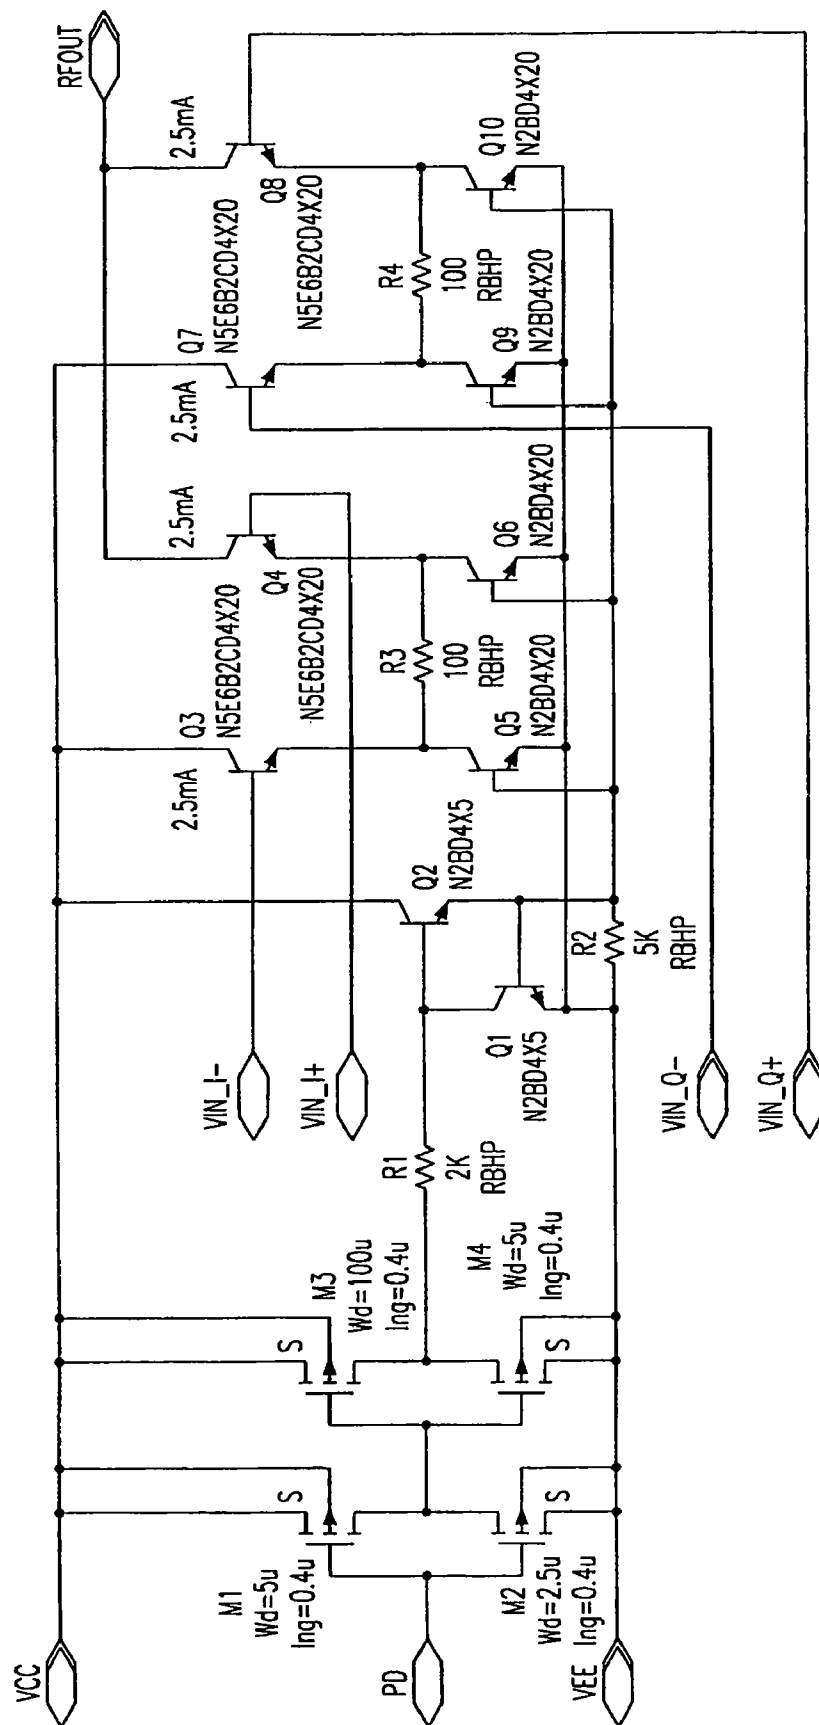 VCC
PD
VEE
M1
Wd=5u
lng=0.4u
S
M2
Wd=2.5u
lng=0.4u
S
M3
Wd=100u
lng=0.4u
S
M4
Wd=5u
lng=0.4u
S
R1
2K
RBHP
VIN_I-
VIN_I+
VIN_Q-
VIN_Q+
Q1
N2BD4X5
Q2
N2BD4X5
R2
5K
RBHP
2.5mA
Q3
N5E6B2CD4X20
2.5mA
Q4
N5E6B2CD4X20
R3
100
RBHP
Q5
N2BD4X20
Q6
N2BD4X20
2.5mA
Q7
N5E6B2CD4X20
2.5mA
Q8
N5E6B2CD4X20
R4
100
RBHP
Q9
N2BD4X20
Q10
N2BD4X20
RFOUT